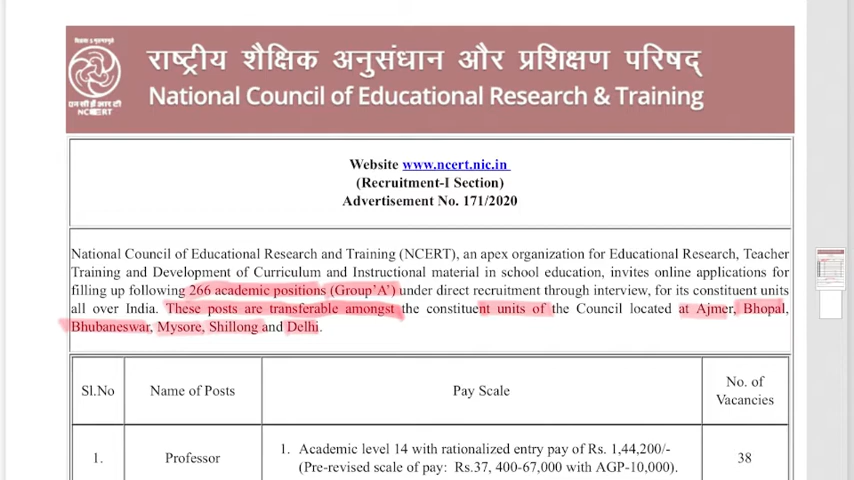 राष्ट्रीय शैक्षिक अनुसंधान और प्रशिक्षण परिषद्
National Council of Educational Research & Training
एन सी ई आर टी
NCERT
Website www.ncert.nic.in
(Recruitment-I Section)
Advertisement No. 171/2020
National Council of Educational Research and Training (NCERT), an apex organization for Educational Research, Teacher
Training and Development of Curriculum and Instructional material in school education, invites online applications for
filling up following 266 academic positions (Group'A') under direct recruitment through interview, for its constituent units
all over India. These posts are transferable amongst the constituent units of the Council located at Ajmer, Bhopal,
Bhubaneswar, Mysore, Shillong and Delhi.
Sl.No Name of Posts Pay Scale No. of
Vacancies
1. Professor 1. Academic level 14 with rationalized entry pay of Rs. 1,44,200/- 38
(Pre-revised scale of pay: Rs.37, 400-67,000 with AGP-10,000).